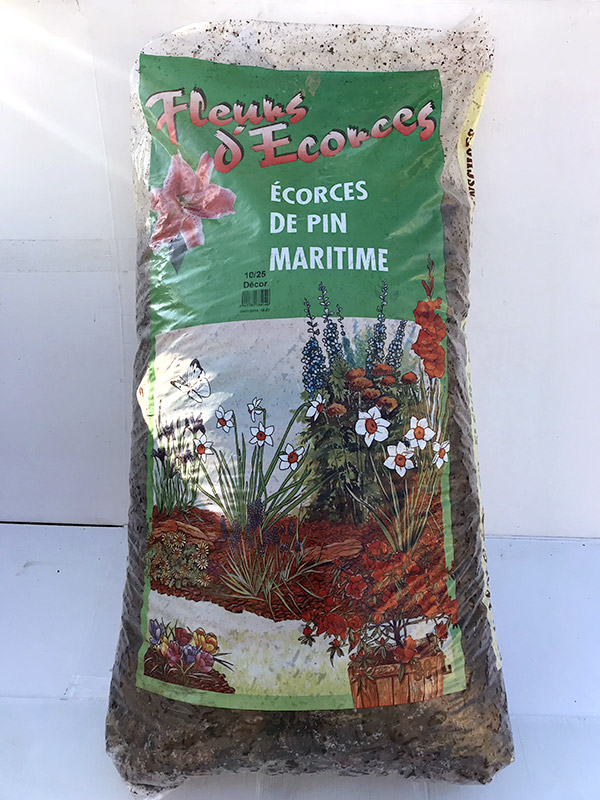 Fleurs
d'Ecorces
ÉCORCES
DE PIN
MARITIME
10/25
Décor